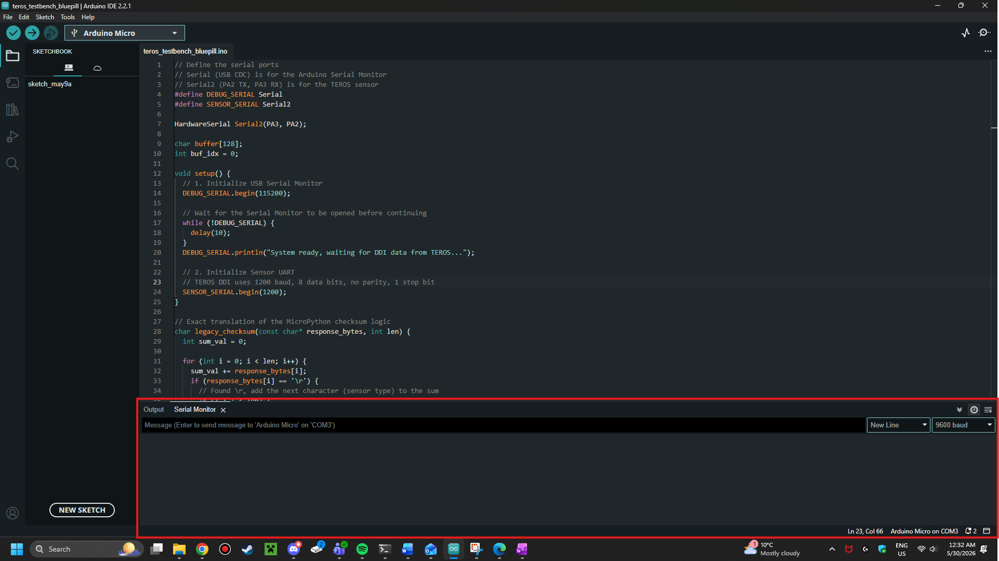 teros_testbench_bluepill | Arduino IDE 2.2.1
File Edit Sketch Tools Help
Arduino Micro
SKETCHBOOK
sketch_may9a
NEW SKETCH
teros_testbench_bluepill.ino
1 // Define the serial ports
2 // Serial (USB CDC) is for the Arduino Serial Monitor
3 // Serial2 (PA2 TX, PA3 RX) is for the TEROS sensor
4 #define DEBUG_SERIAL Serial
5 #define SENSOR_SERIAL Serial2
6
7 HardwareSerial Serial2(PA3, PA2);
8
9 char buffer[128];
10 int buf_idx = 0;
11
12 void setup() {
13 // 1. Initialize USB Serial Monitor
14 DEBUG_SERIAL.begin(115200);
15
16 // Wait for the Serial Monitor to be opened before continuing
17 while (!DEBUG_SERIAL) {
18 delay(10);
19 }
20 DEBUG_SERIAL.println("System ready, waiting for DDI data from TEROS...");
21
22 // 2. Initialize Sensor UART
23 // TEROS DDI uses 1200 baud, 8 data bits, no parity, 1 stop bit
24 SENSOR_SERIAL.begin(1200);
25 }
26
27 // Exact translation of the MicroPython checksum logic
28 char legacy_checksum(const char* response_bytes, int len) {
29 int sum_val = 0;
30
31 for (int i = 0; i < len; i++) {
32 sum_val += response_bytes[i];
33 if (response_bytes[i] == '\r') {
34 // Found \r, add the next character (sensor type) to the sum
Output Serial Monitor
Message (Enter to send message to 'Arduino Micro' on 'COM3')
New Line
9600 baud
Ln 23, Col 66 Arduino Micro on COM3 2
Search
2
1
10°C
Mostly cloudy
ENG
US
12:32 AM
5/30/2026